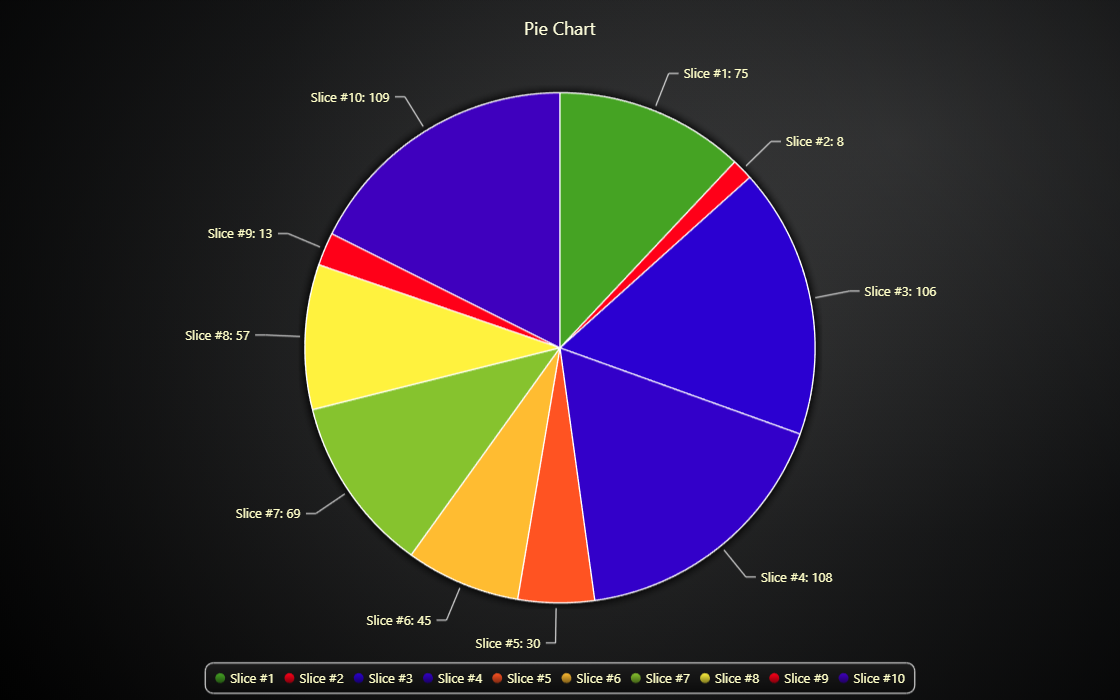 Pie Chart
Slice #1: 75
Slice #2: 8
Slice #3: 106
Slice #4: 108
Slice #5: 30
Slice #6: 45
Slice #7: 69
Slice #8: 57
Slice #9: 13
Slice #10: 109
Slice #1 Slice #2 Slice #3 Slice #4 Slice #5 Slice #6 Slice #7 Slice #8 Slice #9 Slice #10